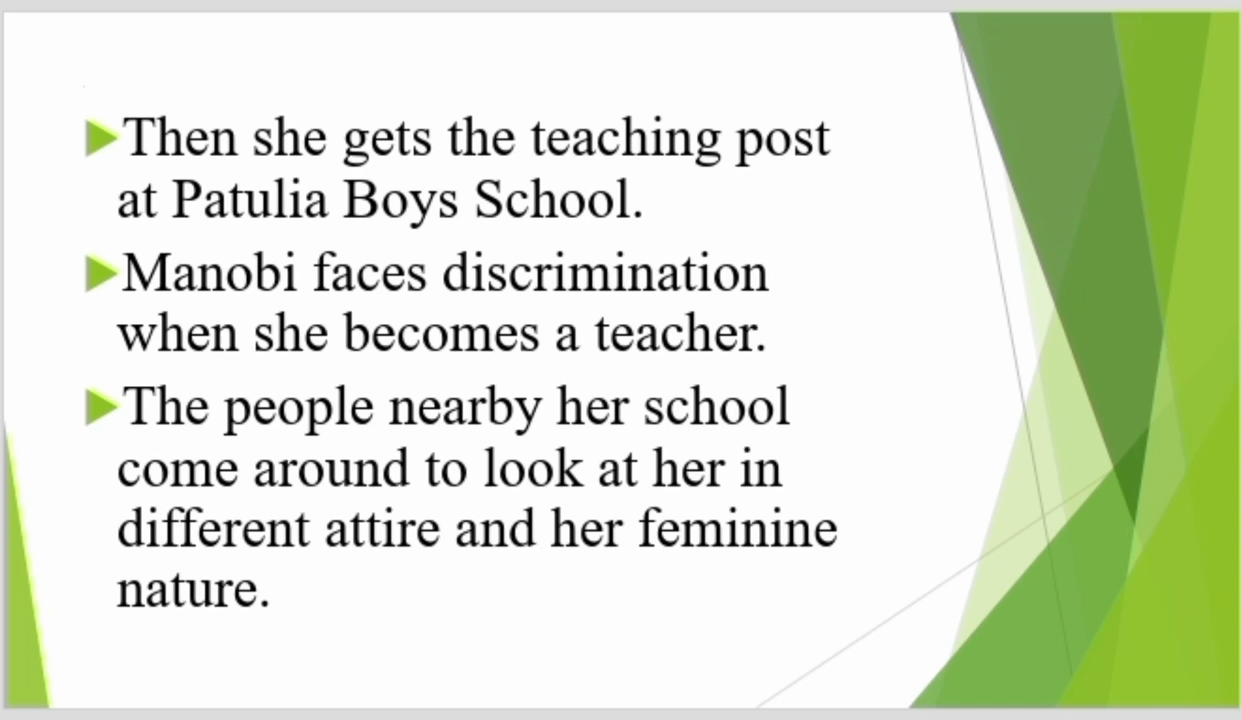 Then she gets the teaching post
at Patulia Boys School.
Manobi faces discrimination
when she becomes a teacher.
The people nearby her school
come around to look at her in
different attire and her feminine
nature.